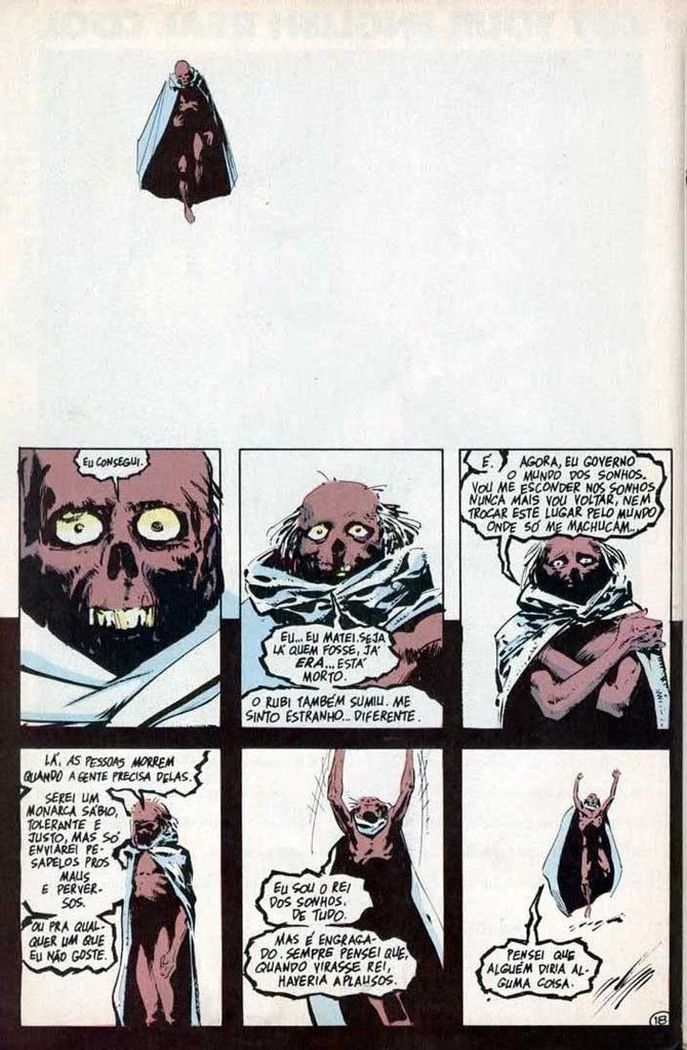 EU CONSEGUI.
EU... EU MATEI. SEJA
LÁ QUEM FOSSE, JÁ
ERA... ESTÁ
MORTO.
O RUBI TAMBÉM SUMIU. ME
SINTO ESTRANHO... DIFERENTE.
É. AGORA, EU GOVERNO
O MUNDO DOS SONHOS.
VOU ME ESCONDER NOS SONHOS
NUNCA MAIS VOU VOLTAR, NEM
TROCAR ESTE LUGAR PELO MUNDO
ONDE SÓ ME MACHUCAM...
LÁ, AS PESSOAS MORREM
QUANDO A GENTE PRECISA DELAS.
SEREI UM
MONARCA SÁBIO,
TOLERANTE E
JUSTO, MAS SÓ
ENVIAREI PE-
SADELOS PROS
MAUS
E PERVER-
SOS.
OU PRA QUAL-
QUER UM QUE
EU NÃO GOSTE.
EU SOU O REI
DOS SONHOS.
DE TUDO.
MAS É ENGRAÇA-
DO. SEMPRE PENSEI QUE,
QUANDO VIRASSE REI,
HAVERIA APLAUSOS.
PENSEI QUE
ALGUÉM DIRIA AL-
GUMA COISA.
18